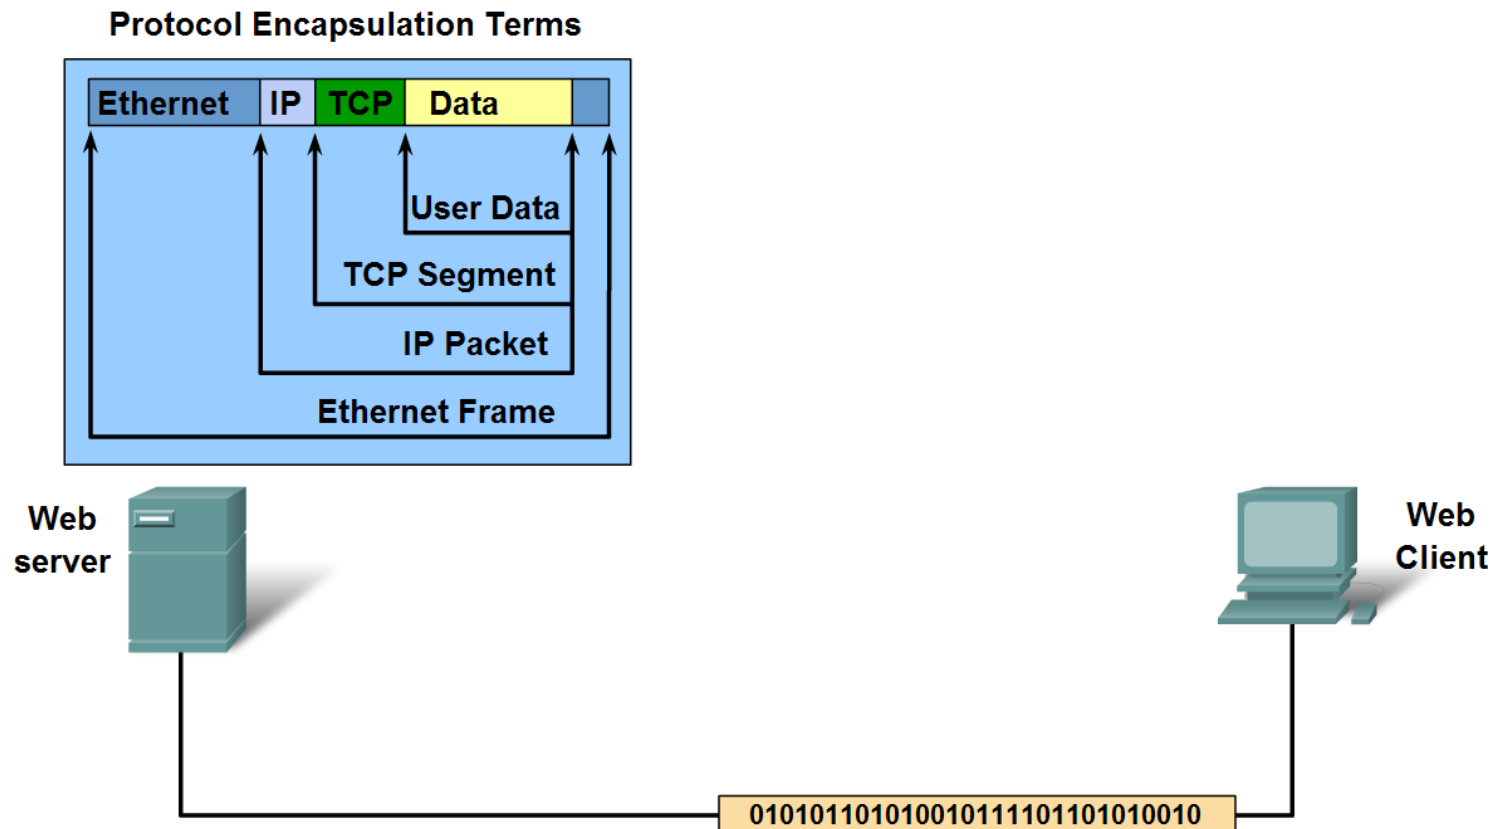 Protocol Encapsulation Terms
Ethernet IP TCP Data
User Data
TCP Segment
IP Packet
Ethernet Frame
Web
server
Web
Client
01010110101001011110110101010010